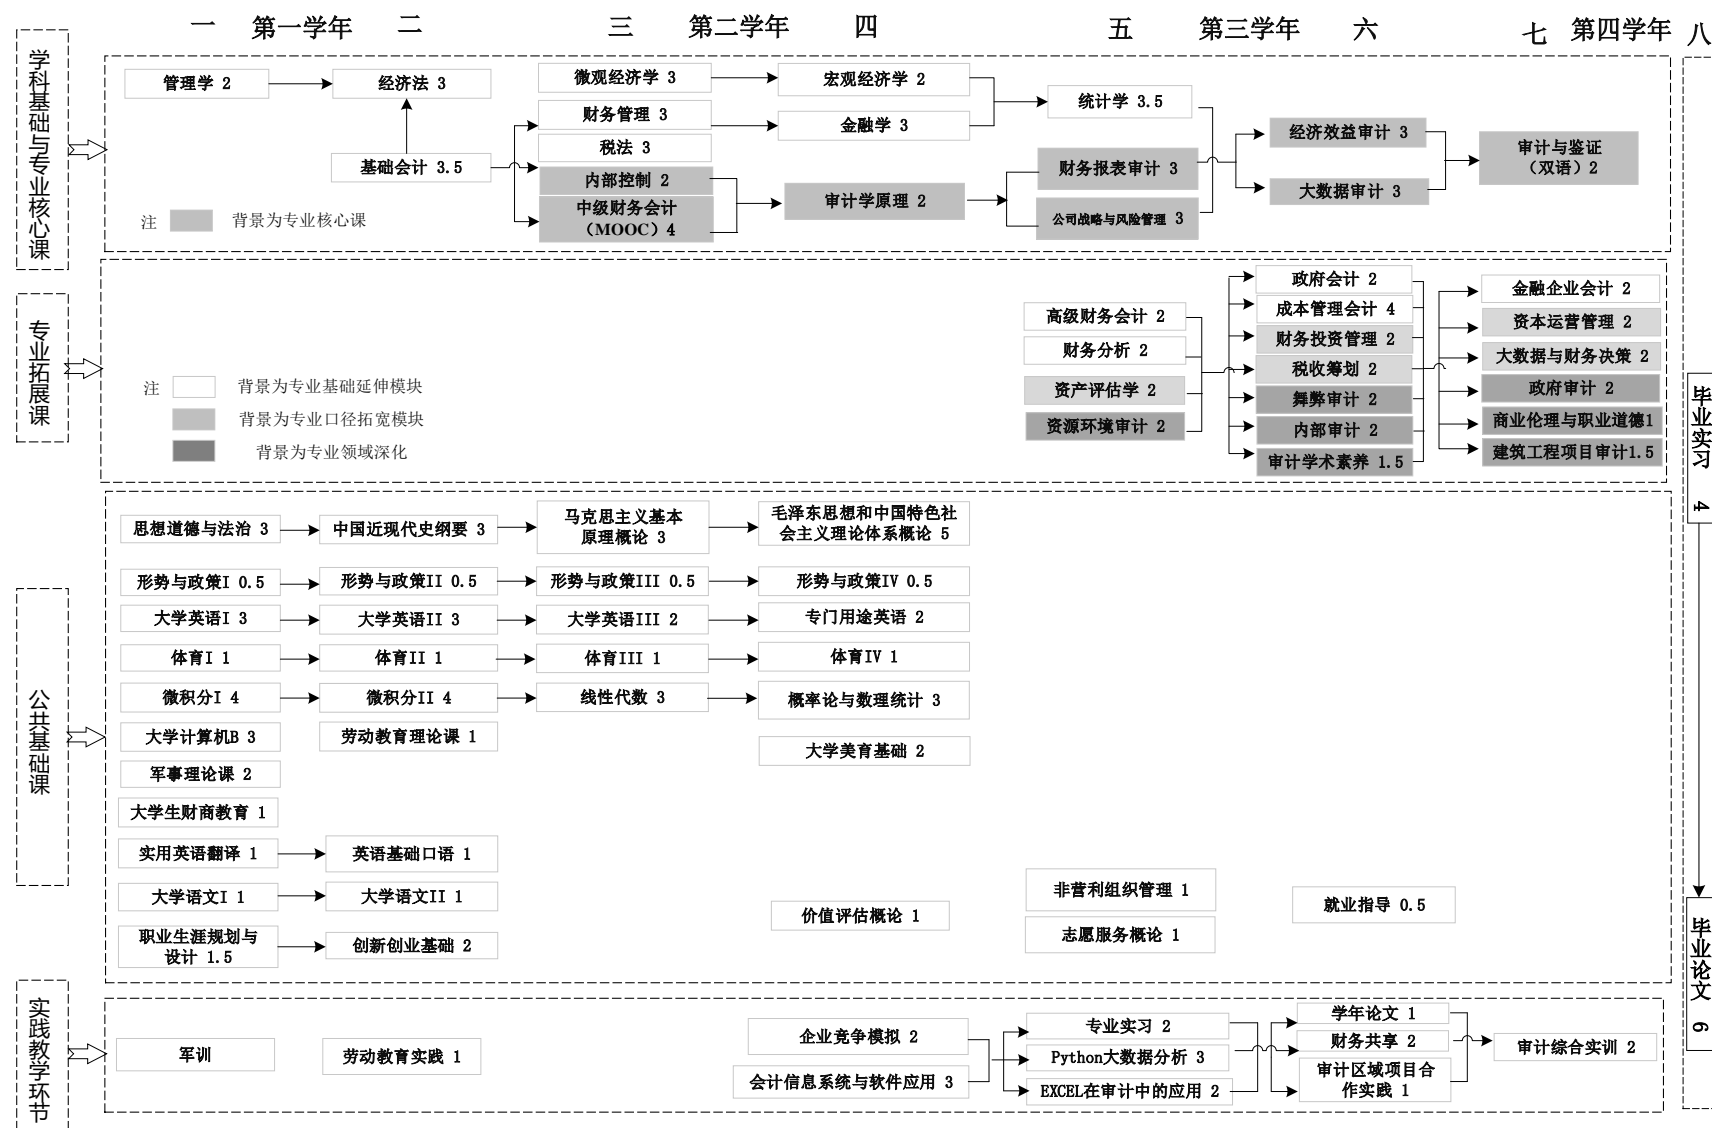 一 第一学年 二 三 第二学年 四 五 第三学年 六 七 第四学年 八
学科基础与专业核心课
管理学 2
经济法 3
基础会计 3.5
微观经济学 3
财务管理 3
税法 3
内部控制 2
中级财务会计
（MOOC）4
宏观经济学 2
金融学 3
审计学原理 2
统计学 3.5
财务报表审计 3
公司战略与风险管理 3
经济效益审计 3
大数据审计 3
审计与鉴证
（双语）2
注 背景为专业核心课
专业拓展课
注 背景为专业基础延伸模块
背景为专业口径拓宽模块
背景为专业领域深化
高级财务会计 2
财务分析 2
资产评估学 2
资源环境审计 2
政府会计 2
成本管理会计 4
财务投资管理 2
税收筹划 2
舞弊审计 2
内部审计 2
审计学术素养 1.5
金融企业会计 2
资本运营管理 2
大数据与财务决策 2
政府审计 2
商业伦理与职业道德1
建筑工程项目审计1.5
公共基础课
思想道德与法治 3
中国近现代史纲要 3
马克思主义基本
原理概论 3
毛泽东思想和中国特色社
会主义理论体系概论 5
形势与政策I 0.5
形势与政策II 0.5
形势与政策III 0.5
形势与政策IV 0.5
大学英语I 3
大学英语II 3
大学英语III 2
专门用途英语 2
体育I 1
体育II 1
体育III 1
体育IV 1
微积分I 4
微积分II 4
线性代数 3
概率论与数理统计 3
大学计算机B 3
劳动教育理论课 1
大学美育基础 2
军事理论课 2
大学生财商教育 1
实用英语翻译 1
英语基础口语 1
大学语文I 1
大学语文II 1
职业生涯规划与
设计 1.5
创新创业基础 2
价值评估概论 1
非营利组织管理 1
志愿服务概论 1
就业指导 0.5
实践教学环节
军训
劳动教育实践 1
企业竞争模拟 2
会计信息系统与软件应用 3
专业实习 2
Python大数据分析 3
EXCEL在审计中的应用 2
学年论文 1
财务共享 2
审计区域项目合
作实践 1
审计综合实训 2
毕业实习 4
毕业论文 6